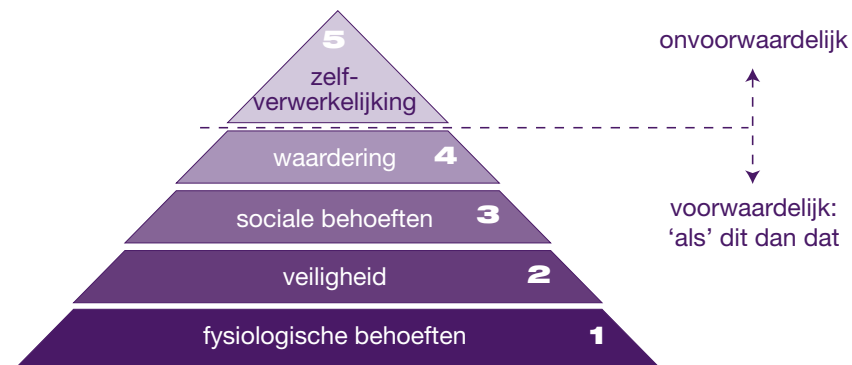 5
zelf-
verwerkelijking
waardering 4
sociale behoeften 3
veiligheid 2
fysiologische behoeften 1
onvoorwaardelijk
voorwaardelijk:
‘als’ dit dan dat